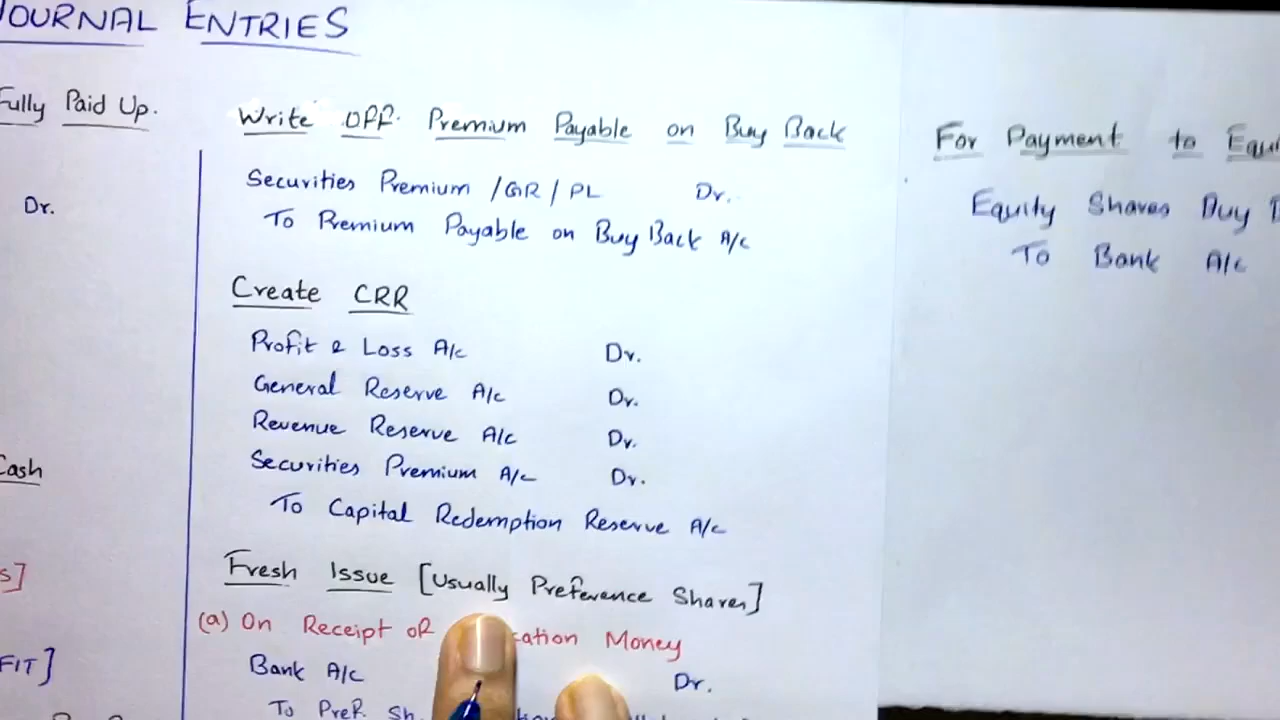 JOURNAL ENTRIES
Fully Paid Up.
Dr.
Cash
s]
FIT]
Write Off Premium Payable on Buy Back
Securities Premium /GR / PL Dr.
To Premium Payable on Buy Back A/c
Create CRR
Profit & Loss A/c Dr.
General Reserve A/c Dr.
Revenue Reserve A/c Dr.
Securities Premium A/c Dr.
To Capital Redemption Reserve A/c
Fresh Issue [Usually Preference Shares]
(a) On Receipt of cation Money
Bank A/c Dr.
To Pref. Sh
For Payment to Equi
Equity Shares Buy B
To Bank A/c